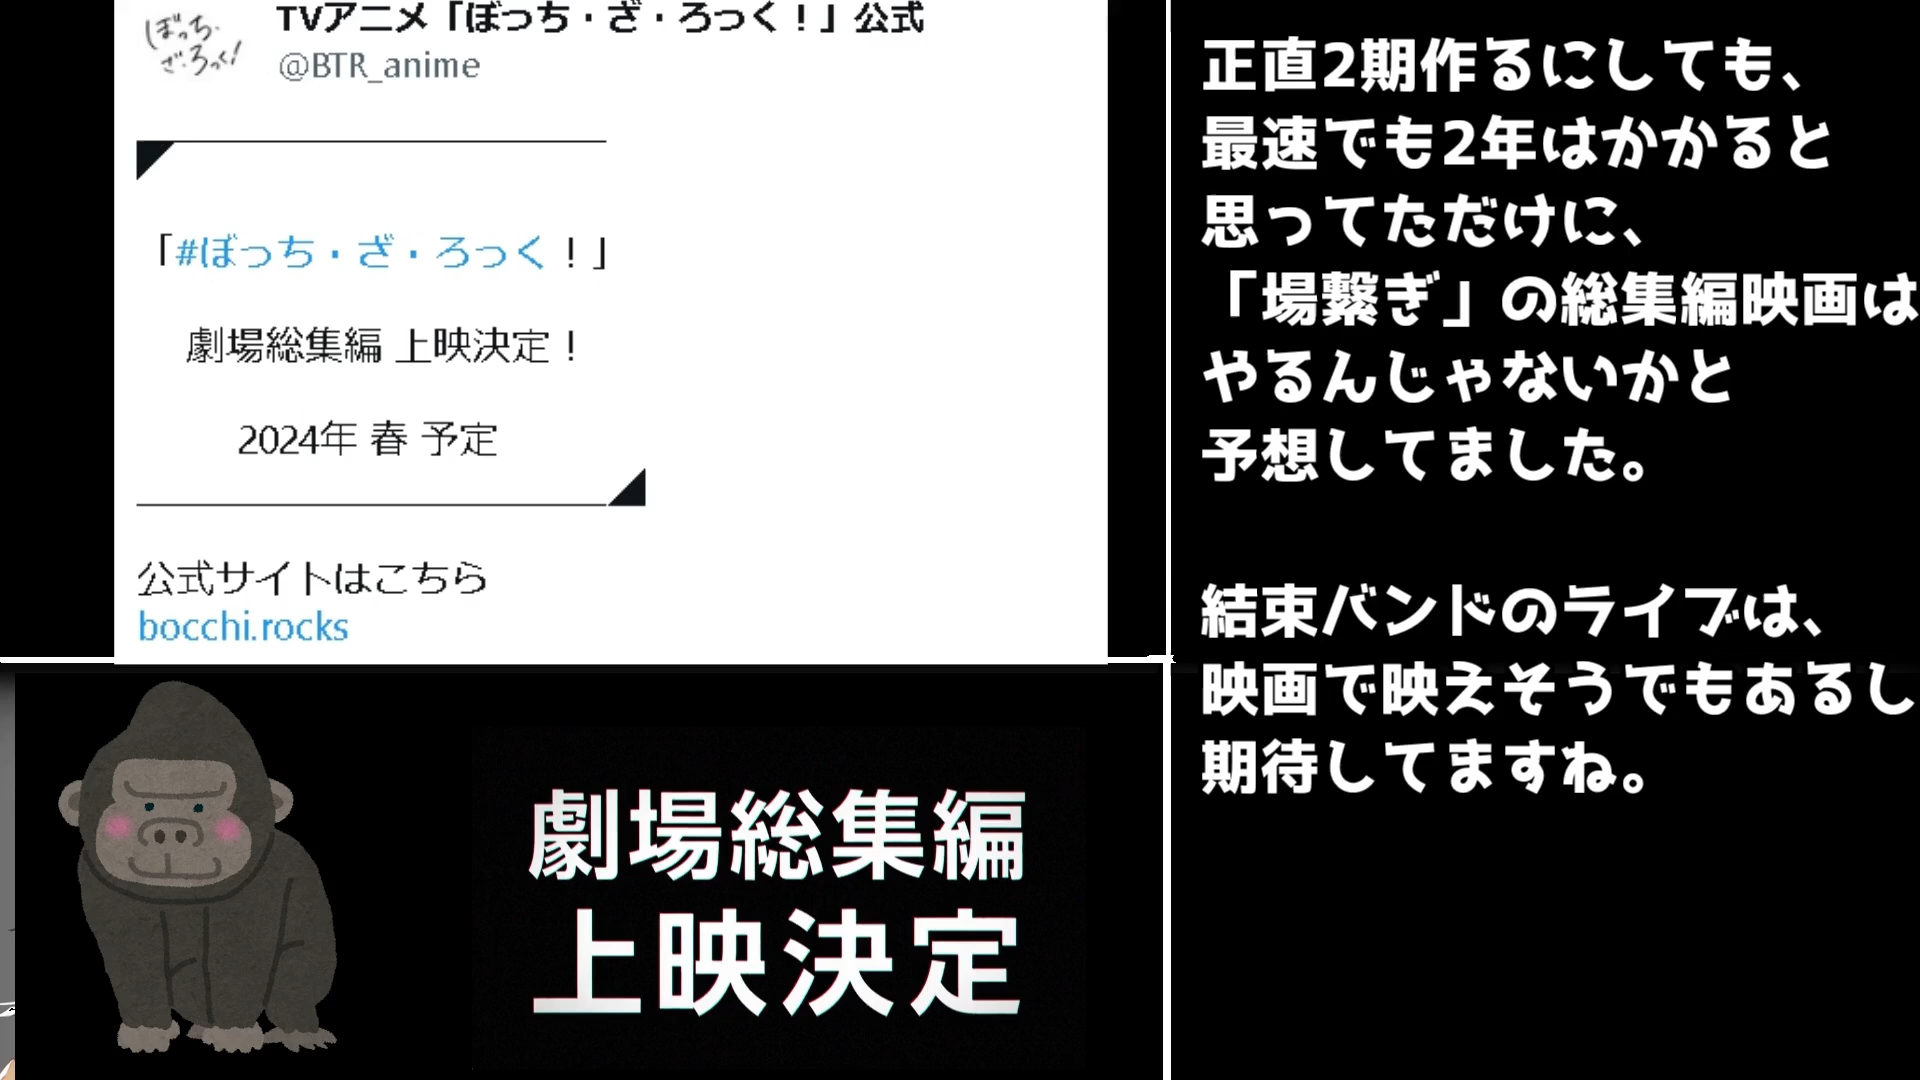 ぼっち・ざ・ろっく!
TVアニメ「ぼっち・ざ・ろっく！」公式
@BTR_anime
「#ぼっち・ざ・ろっく！」
劇場総集編 上映決定！
2024年 春 予定
公式サイトはこちら
bocchi.rocks
劇場総集編
上映決定
正直2期作るにしても、
最速でも2年はかかると
思ってただけに、
「場繋ぎ」の総集編映画は
やるんじゃないかと
予想してました。
結束バンドのライブは、
映画で映えそうでもあるし
期待してますね。